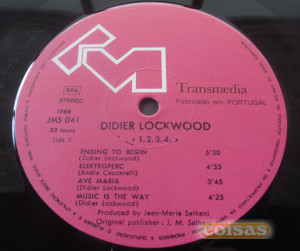 TM
Transmedia
Fabricado em PORTUGAL
SPA
STEREO
1988
JMS 041
33 tours
Side 2
DIDIER LOCKWOOD
« 1.2.3.4. »
ENDING TO BEGIN 5'30
(Didier Lockwood)
ELEKTROPERC 4'33
(Andre Ceccarelli)
AVE MARIA 3'45
(Didier Lockwood)
MUSIC IS THE WAY 4'25
(Didier Lockwood)
Produced by Jean-Marie Salhani
Original publisher : J. M. Salhani
coisas